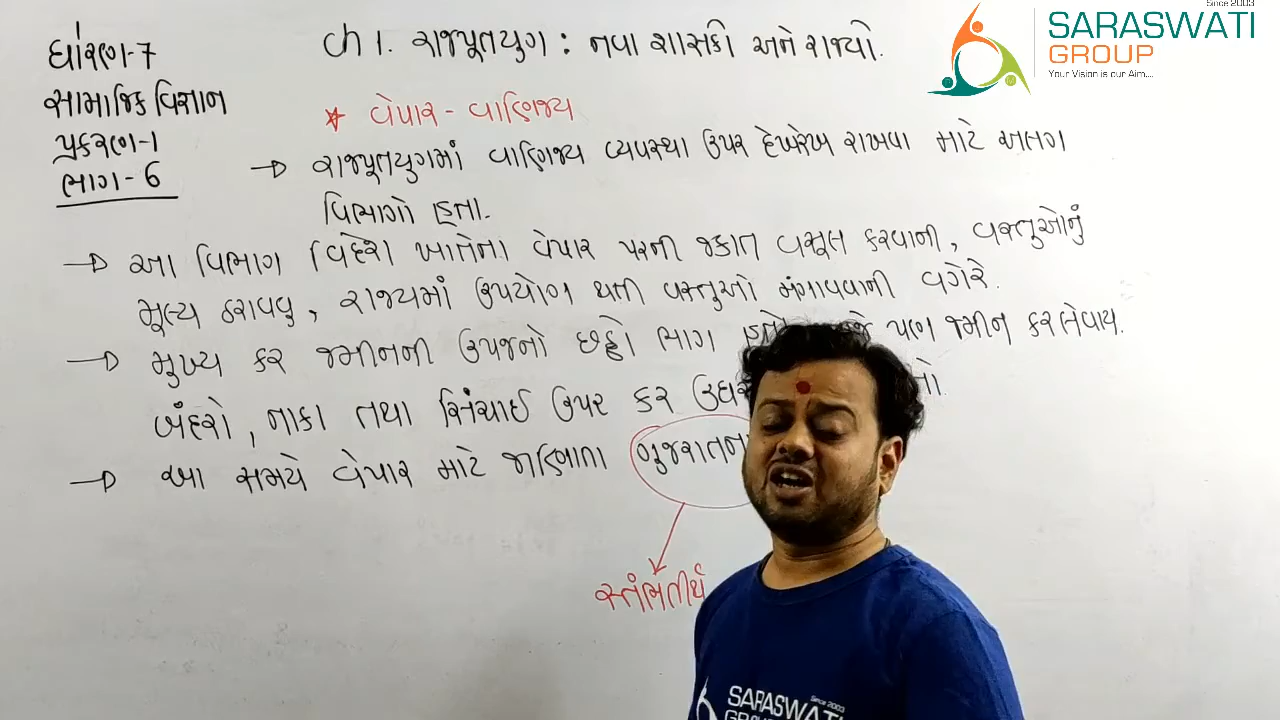 ધોરણ-7
સામાજિક વિજ્ઞાન
પ્રકરણ-1
ભાગ-6
ch 1. રાજપૂતયુગ : નવા શાસકો અને રાજ્યો.
Since 2003
SARASWATI
GROUP
Your Vision is our Aim....
* વેપાર - વાણિજ્ય
→ રાજપૂતયુગમાં વાણિજ્ય વ્યવસ્થા ઉપર દેખરેખ રાખવા માટે અલગ
વિભાગો હતા.
→ આ વિભાગ વિદેશ ખાતેના વેપાર પરની જકાત વસૂલ કરવાની, વસ્તુઓનું
મૂલ્ય ઠરાવવુ, રાજ્યમાં ઉપયોગ થતી વસ્તુઓ મંગાવવાની વગેરે.
→ મુખ્ય કર જમીનની ઉપજનો છઠ્ઠો ભાગ હતો પણ જમીન કર લેવાય.
બંદરો, નાકા તથા સિંચાઈ ઉપર કર
→ આ સમયે વેપાર માટે જાણીતા ગુજરાતના
સ્તંભતીર્થ
Since 2003
SARASWATI